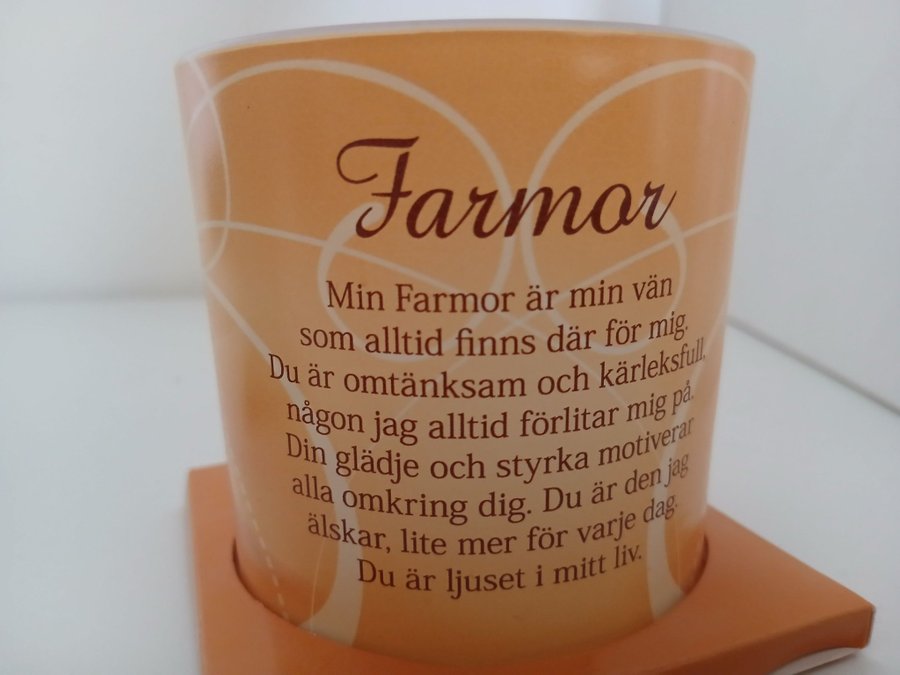 Farmor
Min Farmor är min vän
som alltid finns där för mig.
Du är omtänksam och kärleksfull,
någon jag alltid förlitar mig på.
Din glädje och styrka motiverar
alla omkring dig. Du är den jag
älskar, lite mer för varje dag.
Du är ljuset i mitt liv.